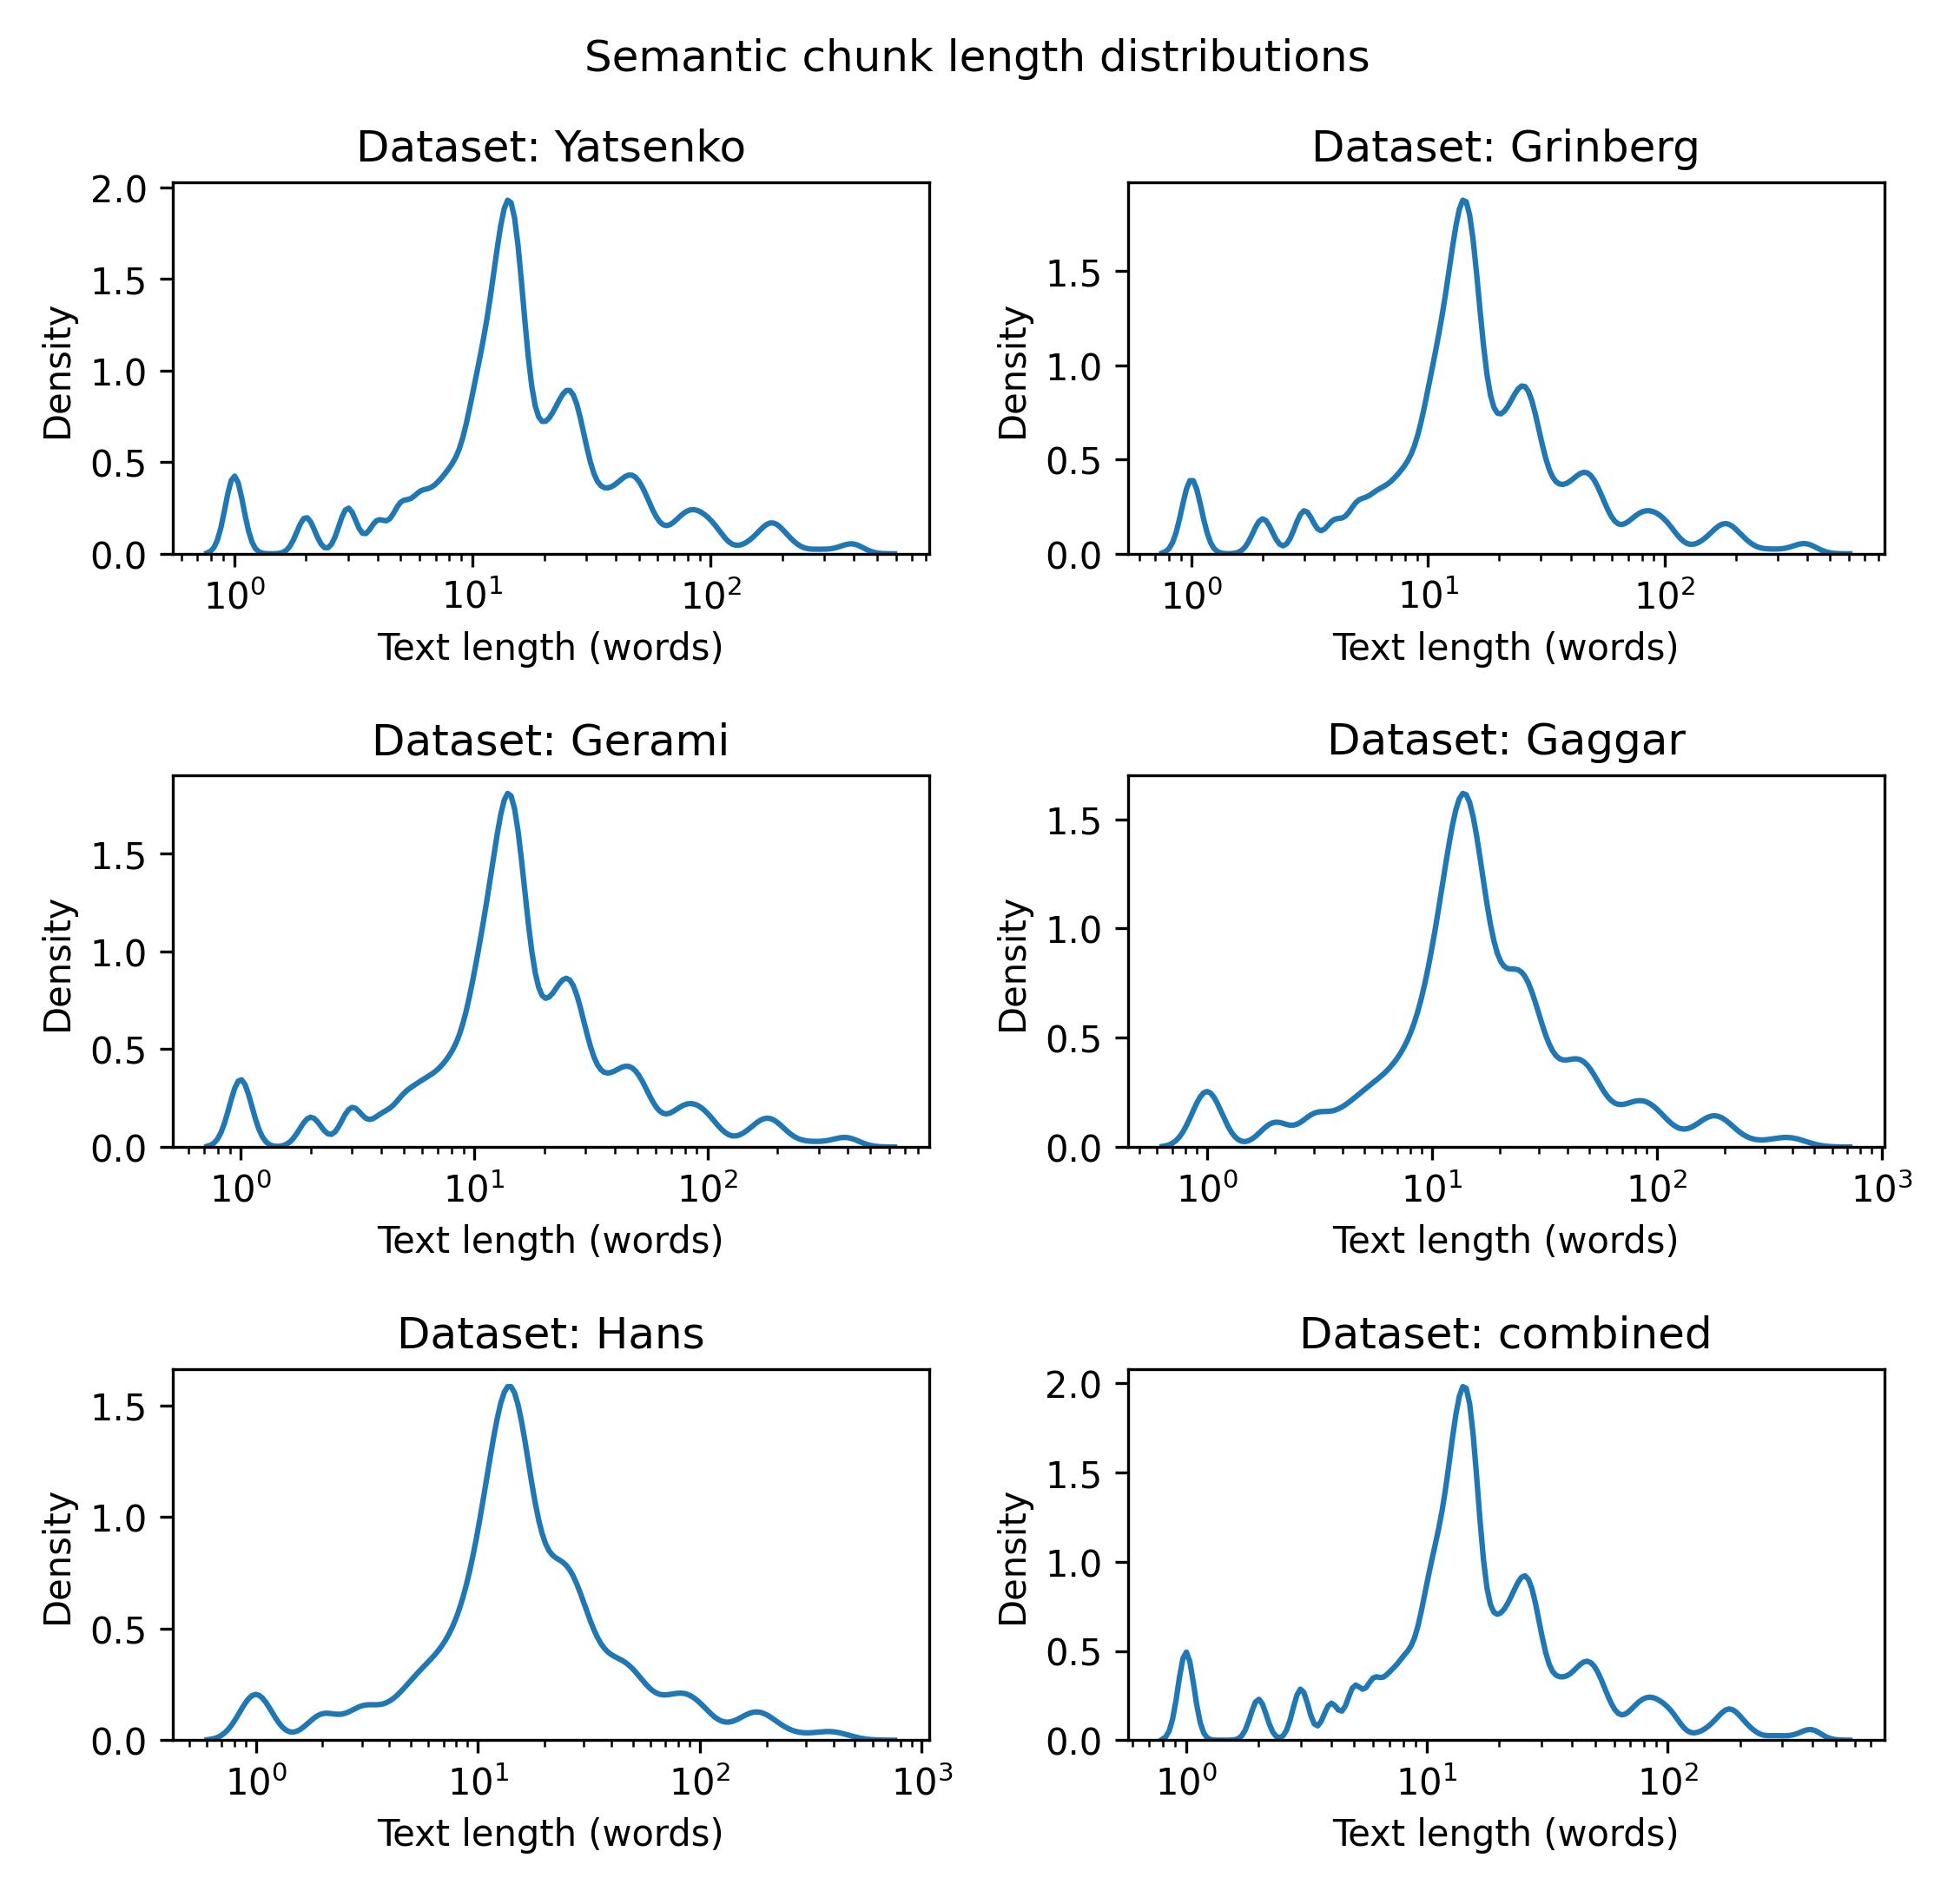 Semantic chunk length distributions
Dataset: Yatsenko
Density
2.0
1.5
1.0
0.5
0.0
10⁰ 10¹ 10²
Text length (words)
Dataset: Grinberg
Density
1.5
1.0
0.5
0.0
10⁰ 10¹ 10²
Text length (words)
Dataset: Gerami
Density
1.5
1.0
0.5
0.0
10⁰ 10¹ 10²
Text length (words)
Dataset: Gaggar
Density
1.5
1.0
0.5
0.0
10⁰ 10¹ 10² 10³
Text length (words)
Dataset: Hans
Density
1.5
1.0
0.5
0.0
10⁰ 10¹ 10² 10³
Text length (words)
Dataset: combined
Density
2.0
1.5
1.0
0.5
0.0
10⁰ 10¹ 10²
Text length (words)